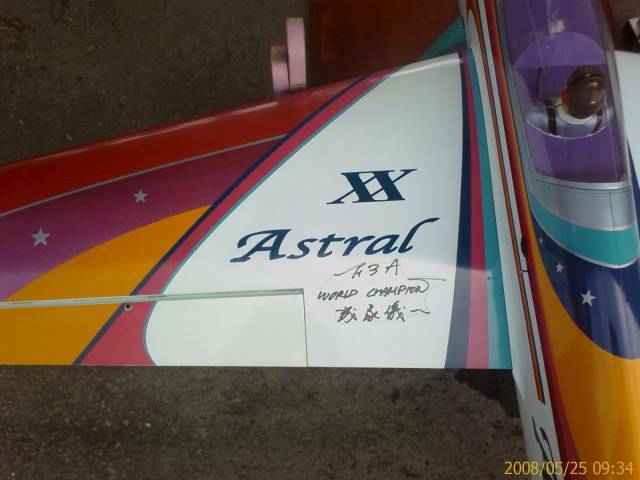 XX
Astral
F3A
WORLD CHAMPION
2008/05/25 09:34